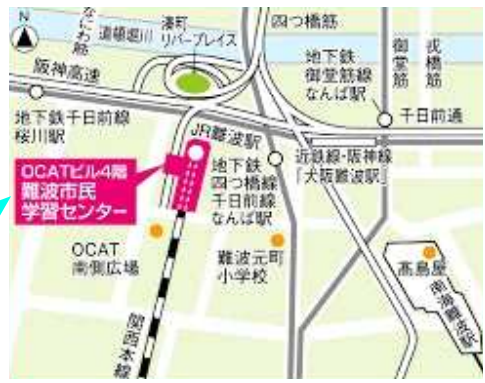 N
なにわ筋
道頓堀川
湊町
リバープレイス
四つ橋筋
御堂筋
戎橋筋
阪神高速
地下鉄
御堂筋線
なんば駅
千日前通
地下鉄千日前線
桜川駅
JR難波駅
近鉄線・阪神線
「大阪難波駅」
OCATビル4階
難波市民
学習センター
地下鉄
四つ橋線
千日前線
なんば駅
OCAT
南側広場
難波元町
小学校
髙島屋
南海難波駅
関西本線